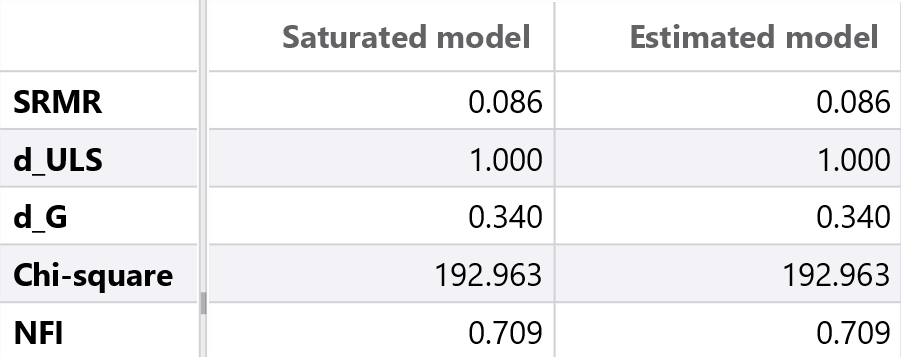 Saturated model Estimated model
SRMR 0.086 0.086
d_ULS 1.000 1.000
d_G 0.340 0.340
Chi-square 192.963 192.963
NFI 0.709 0.709